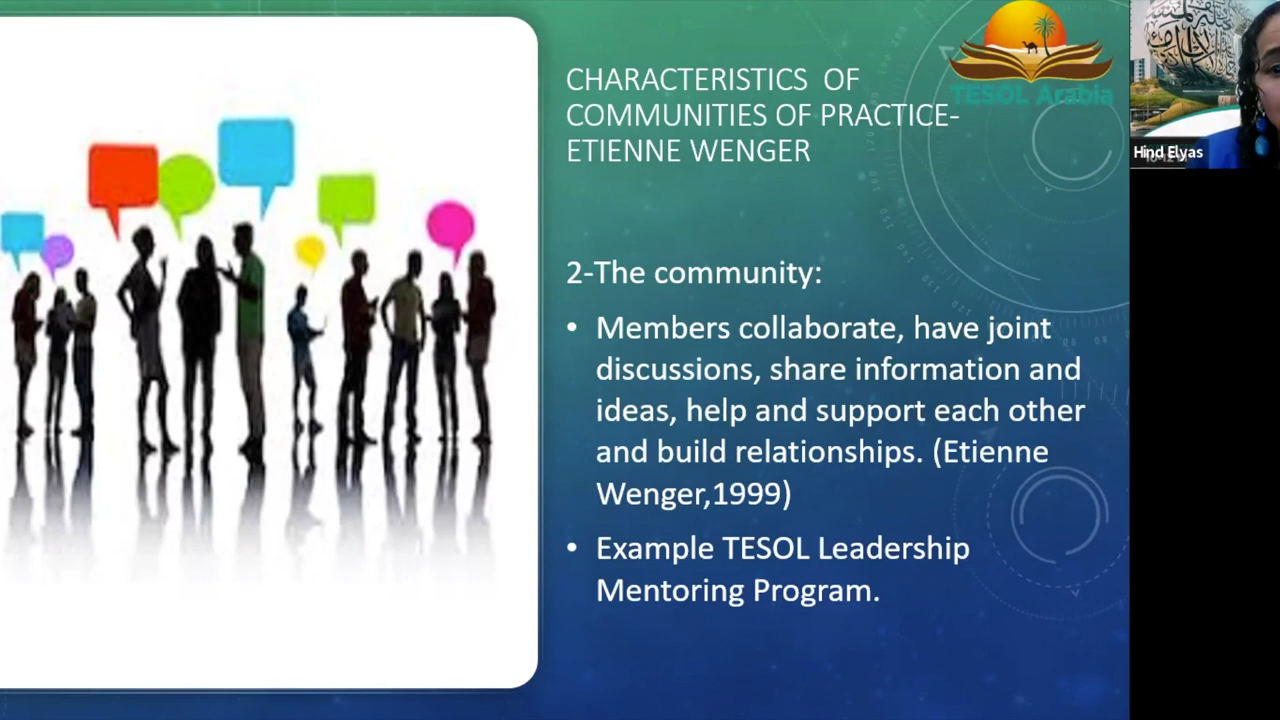 CHARACTERISTICS OF
COMMUNITIES OF PRACTICE-
ETIENNE WENGER
TESOL Arabia
2-The community:
• Members collaborate, have joint
discussions, share information and
ideas, help and support each other
and build relationships. (Etienne
Wenger,1999)
• Example TESOL Leadership
Mentoring Program.
Hind Elyas